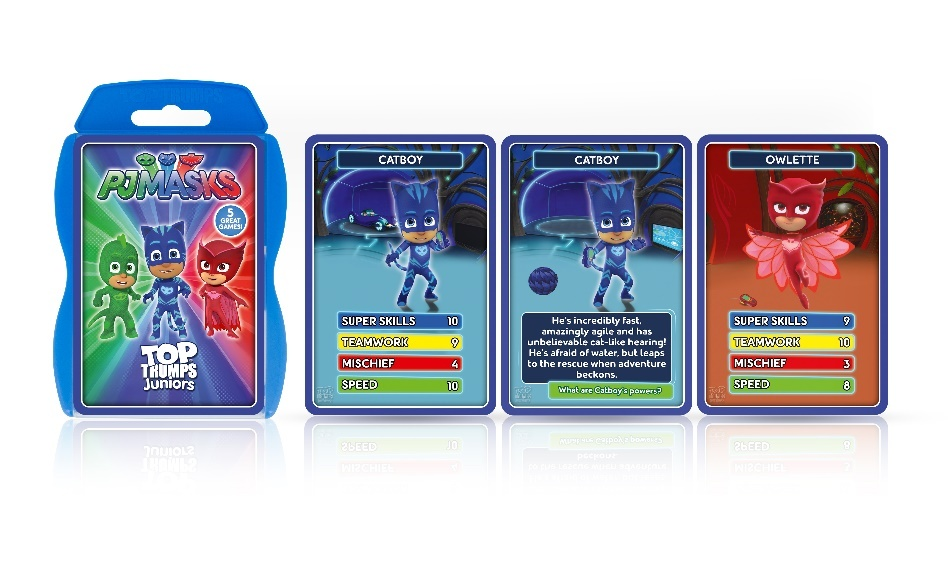 PJMASKS
5
GREAT
GAMES!
TOP
TRUMPS
Juniors
CATBOY
SUPER SKILLS 10
TEAMWORK 9
MISCHIEF 4
SPEED 10
CATBOY
He's incredibly fast,
amazingly agile and has
unbelievable cat-like hearing!
He's afraid of water, but leaps
to the rescue when adventure
beckons.
What are Catboy's powers?
OWLETTE
SUPER SKILLS 9
TEAMWORK 10
MISCHIEF 3
SPEED 8